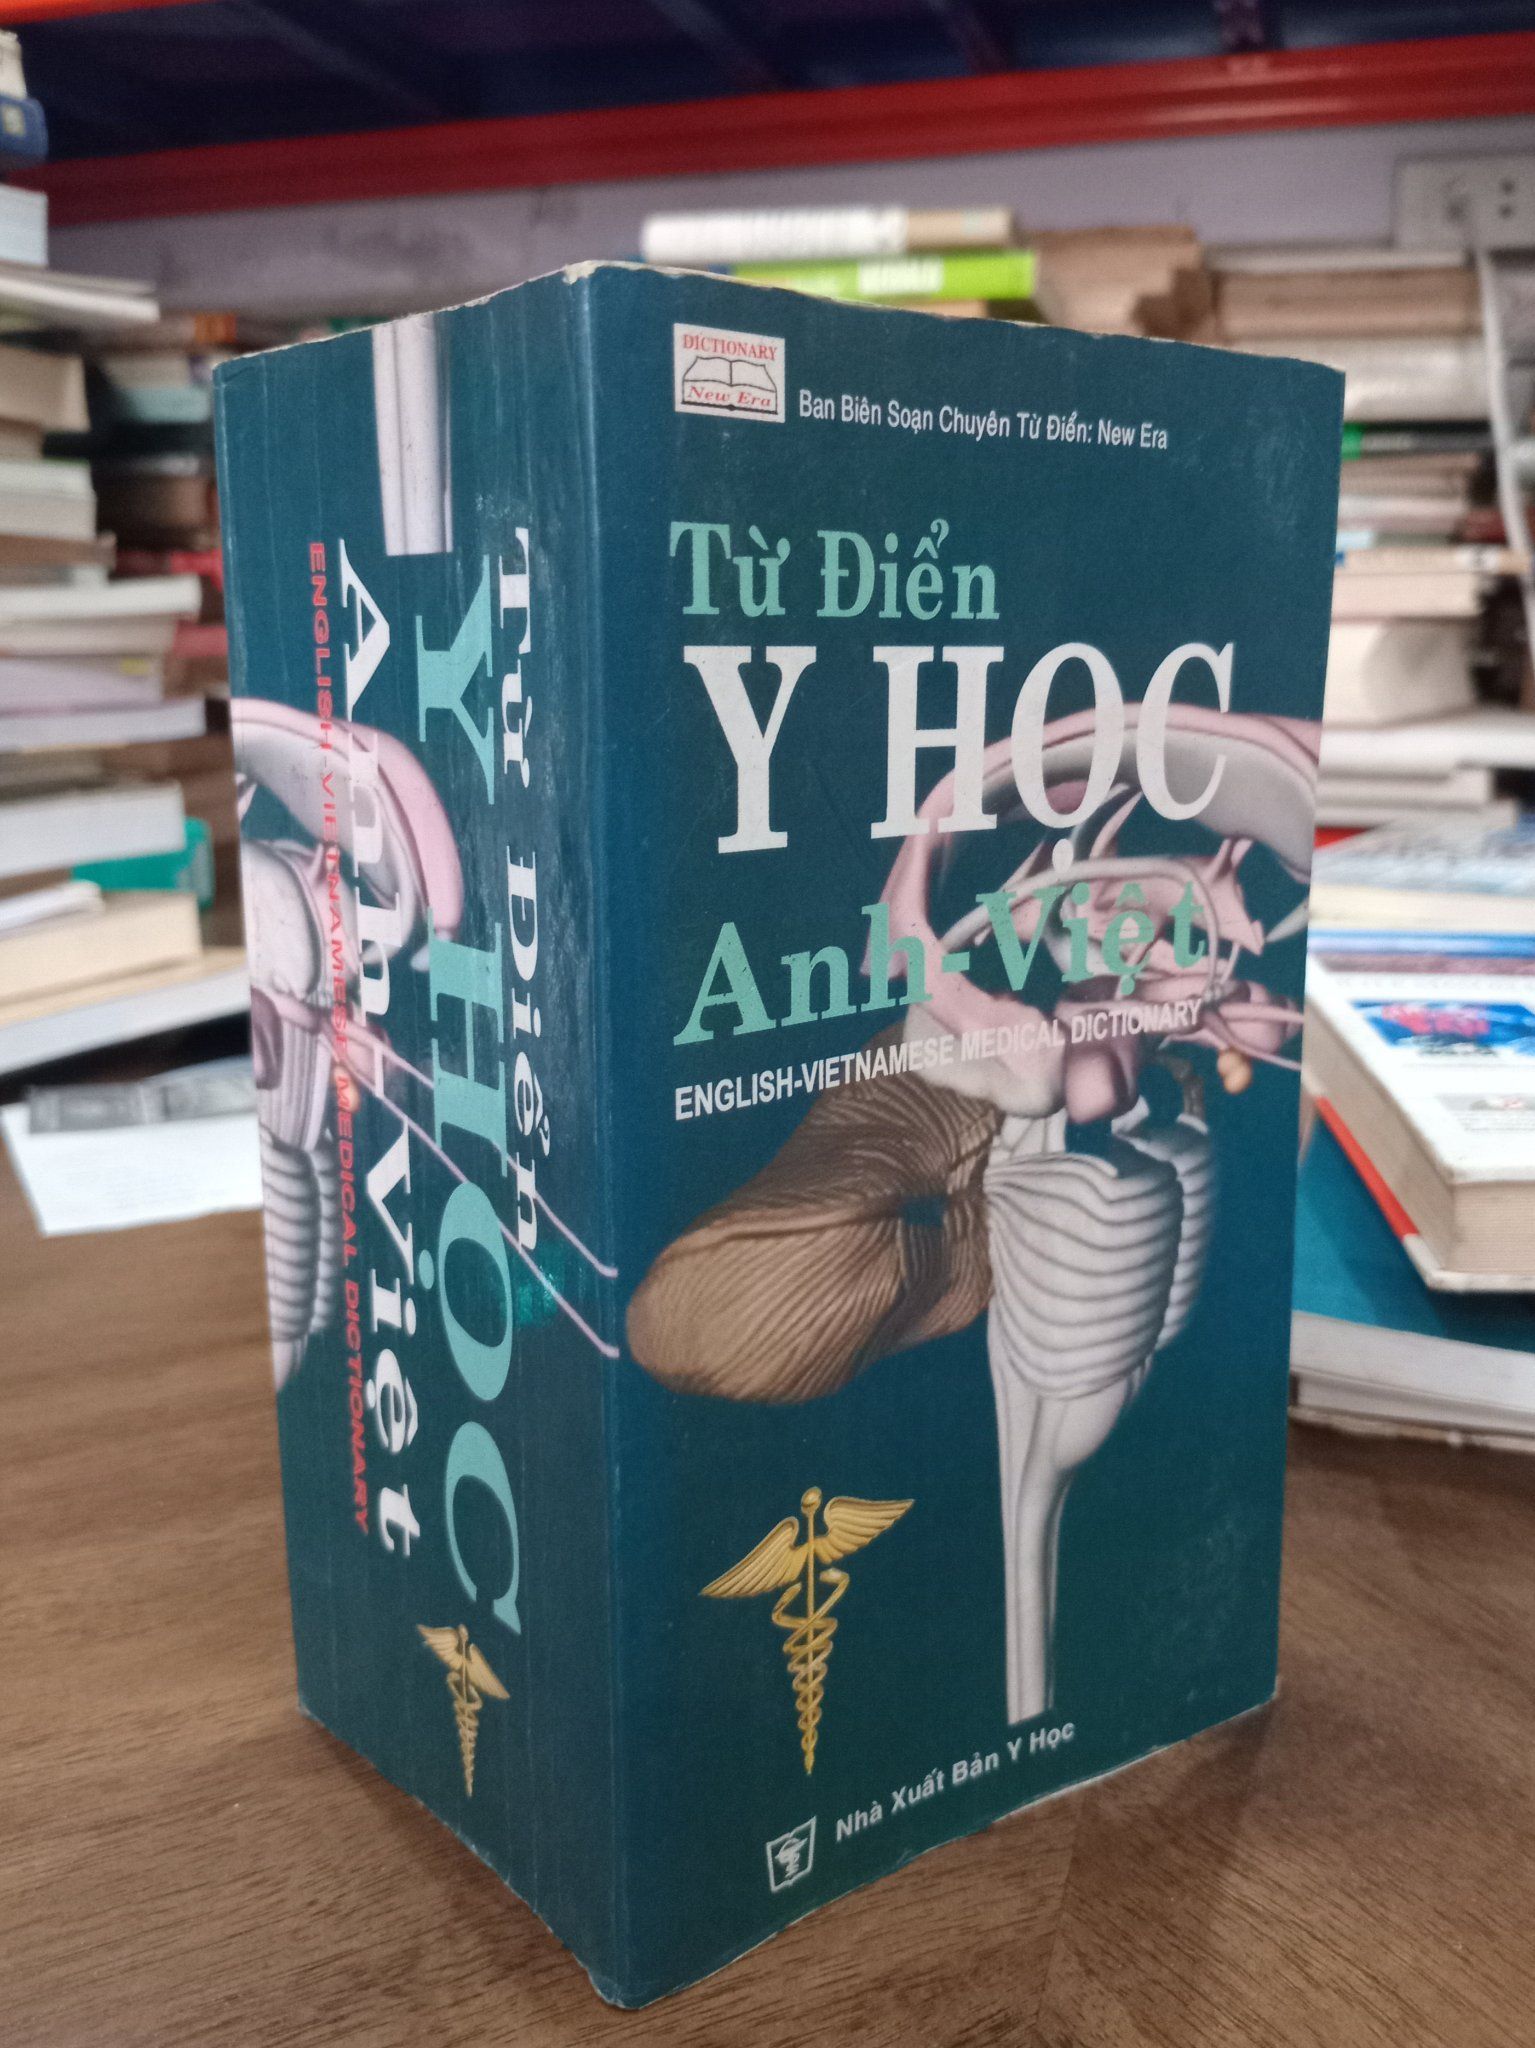 DICTIONARY
New Era
Ban Biên Soạn Chuyên Từ Điển: New Era
Từ Điển
Y HỌC
Anh-Việt
ENGLISH-VIETNAMESE MEDICAL DICTIONARY
Nhà Xuất Bản Y Học
Từ Điển
Y HỌC
Anh-Việt
ENGLISH-VIETNAMESE MEDICAL DICTIONARY